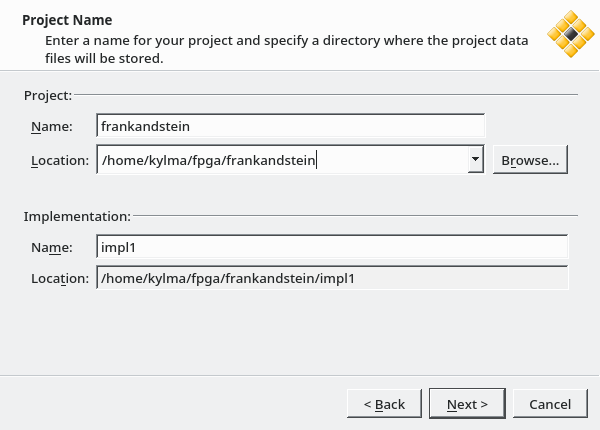 Project Name
Enter a name for your project and specify a directory where the project data
files will be stored.
Project:
Name: frankandstein
Location: /home/kylma/fpga/frankandstein Browse...
Implementation:
Name: impl1
Location: /home/kylma/fpga/frankandstein/impl1
< Back Next > Cancel